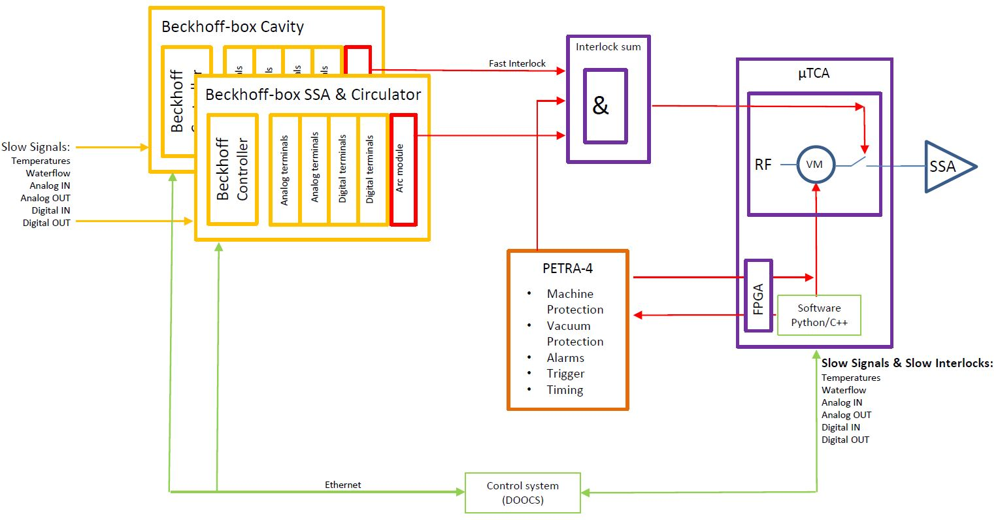 Beckhoff-box Cavity
Beckhoff
Beckhoff-box SSA & Circulator
Beckhoff
Controller
Analog terminals
Analog terminals
Digital terminals
Digital terminals
Arc module
Slow Signals:
Temperatures
Waterflow
Analog IN
Analog OUT
Digital IN
Digital OUT
Fast Interlock
Interlock sum
&
µTCA
RF
VM
SSA
PETRA-4
• Machine
Protection
• Vacuum
Protection
• Alarms
• Trigger
• Timing
FPGA
Software
Python/C++
Slow Signals & Slow Interlocks:
Temperatures
Waterflow
Analog IN
Analog OUT
Digital IN
Digital OUT
Ethernet
Control system
(DOOCS)